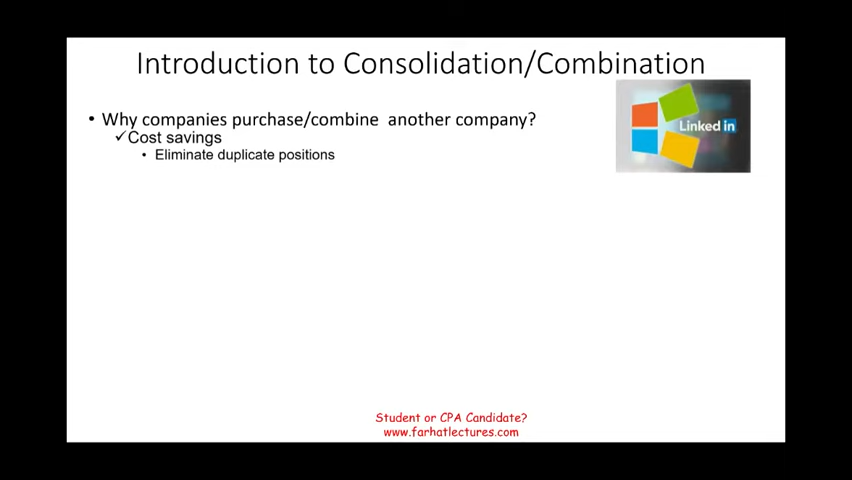 Introduction to Consolidation/Combination
• Why companies purchase/combine another company?
✓Cost savings
• Eliminate duplicate positions
Linked in
Student or CPA Candidate?
www.farhatlectures.com